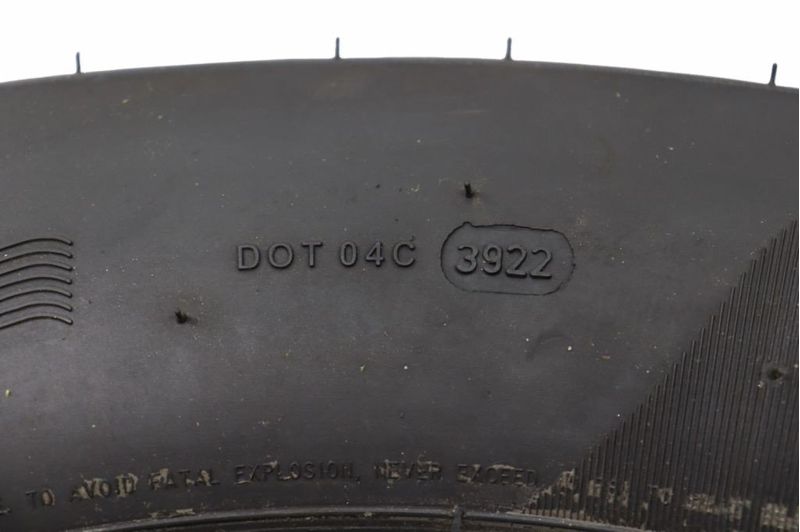 DOT 04C 3922
TO AVOID FATAL EXPLOSION, NEVER EXCEED